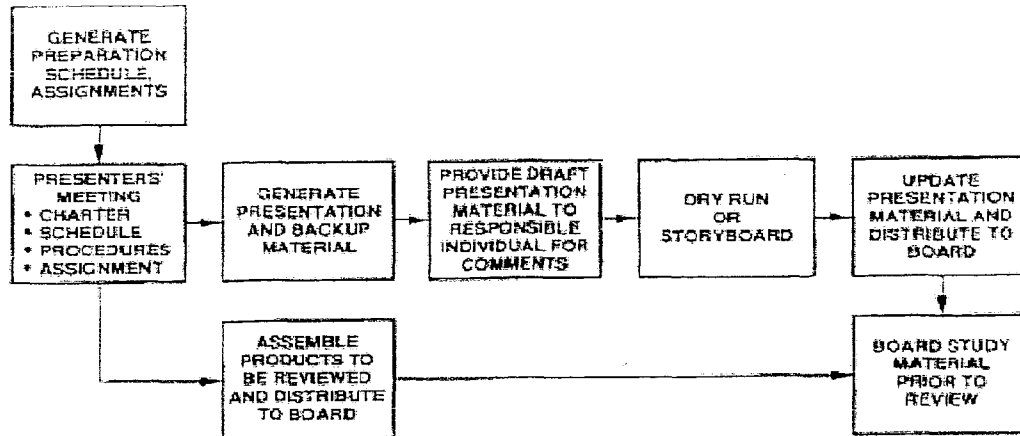 GENERATE
PREPARATION
SCHEDULE,
ASSIGNMENTS
PRESENTERS'
MEETING
• CHARTER
• SCHEDULE
• PROCEDURES
• ASSIGNMENT
GENERATE
PRESENTATION
AND BACKUP
MATERIAL
PROVIDE DRAFT
PRESENTATION
MATERIAL TO
RESPONSIBLE
INDIVIDUAL FOR
COMMENTS
DRY RUN
OR
STORYBOARD
UPDATE
PRESENTATION
MATERIAL AND
DISTRIBUTE TO
BOARD
ASSEMBLE
PRODUCTS TO
BE REVIEWED
AND DISTRIBUTE
TO BOARD
BOARD STUDY
MATERIAL
PRIOR TO
REVIEW